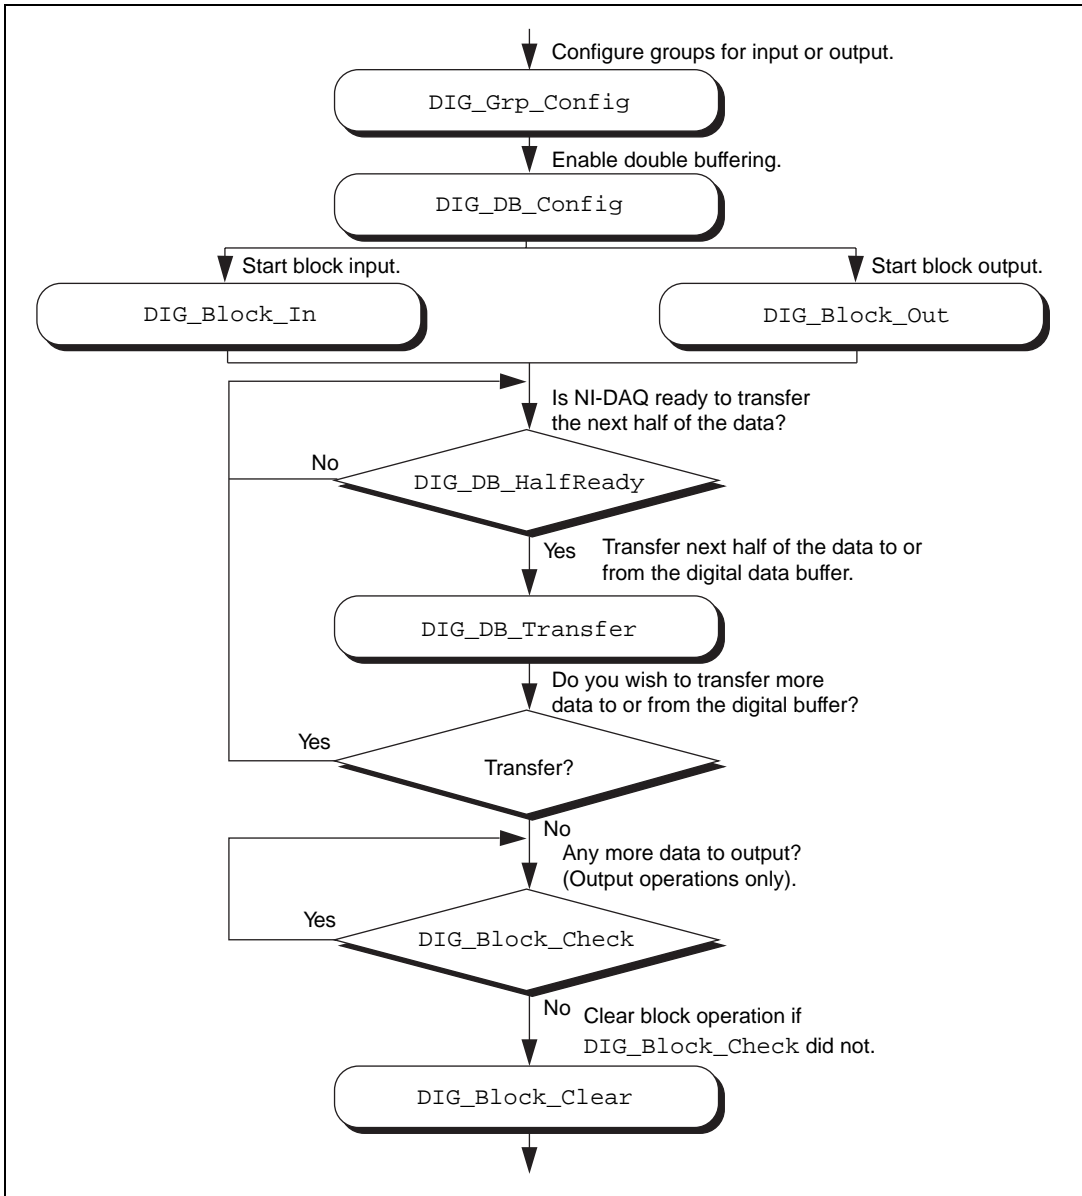 Configure groups for input or output.
DIG_Grp_Config
Enable double buffering.
DIG_DB_Config
Start block input.
Start block output.
DIG_Block_In
DIG_Block_Out
Is NI-DAQ ready to transfer
the next half of the data?
No
DIG_DB_HalfReady
Yes
Transfer next half of the data to or
from the digital data buffer.
DIG_DB_Transfer
Do you wish to transfer more
data to or from the digital buffer?
Yes
Transfer?
No
Any more data to output?
(Output operations only).
Yes
DIG_Block_Check
No
Clear block operation if
DIG_Block_Check did not.
DIG_Block_Clear